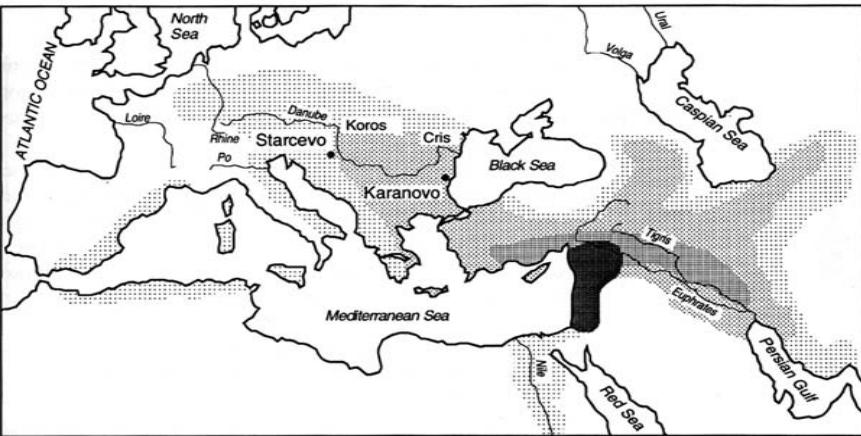 North
Sea
ATLANTIC OCEAN
Ural
Volga
Caspian Sea
Loire
Rhine
Danube
Koros
Starcevo
Cris
Po
Black Sea
Karanovo
Tigris
Euphrates
Mediterranean Sea
Nile
Persian Gulf
Red Sea